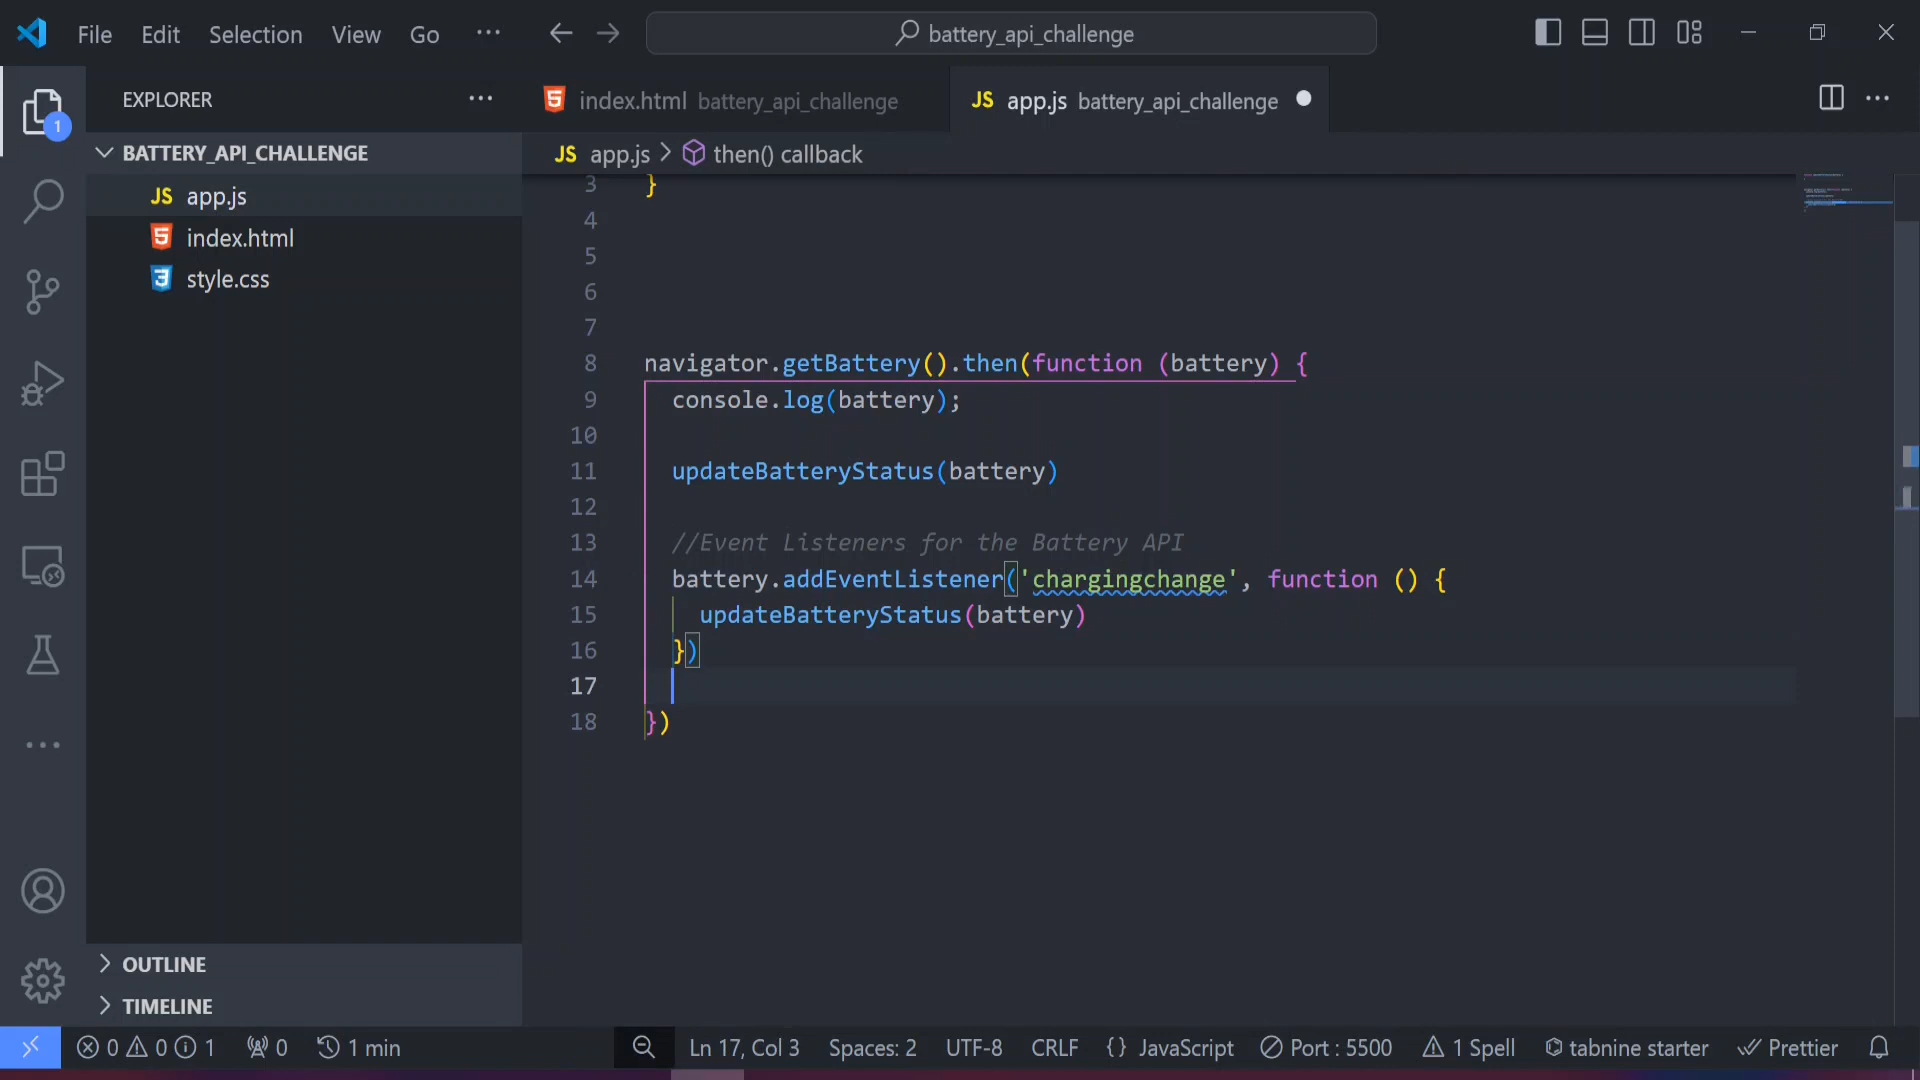 File Edit Selection View Go ··· battery_api_challenge
EXPLORER ···
1
BATTERY_API_CHALLENGE
JS app.js
5 index.html
3 style.css
OUTLINE
TIMELINE
5 index.html battery_api_challenge JS app.js battery_api_challenge
JS app.js > then() callback
3 }
4
5
6
7
8 navigator.getBattery().then(function (battery) {
9 console.log(battery);
10
11 updateBatteryStatus(battery)
12
13 //Event Listeners for the Battery API
14 battery.addEventListener('chargingchange', function () {
15 updateBatteryStatus(battery)
16 })
17
18 })
0 0 1 0 1 min Ln 17, Col 3 Spaces: 2 UTF-8 CRLF {} JavaScript Port : 5500 1 Spell tabnine starter Prettier